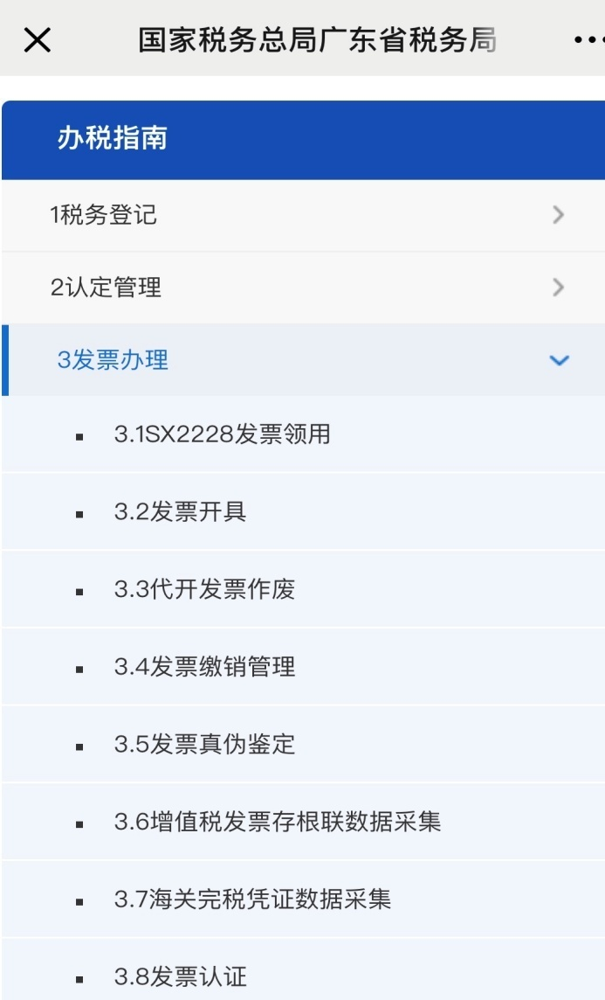 国家税务总局广东省税务局
办税指南
1税务登记
2认定管理
3发票办理
3.1SX2228发票领用
3.2发票开具
3.3代开发票作废
3.4发票缴销管理
3.5发票真伪鉴定
3.6增值税发票存根联数据采集
3.7海关完税凭证数据采集
3.8发票认证